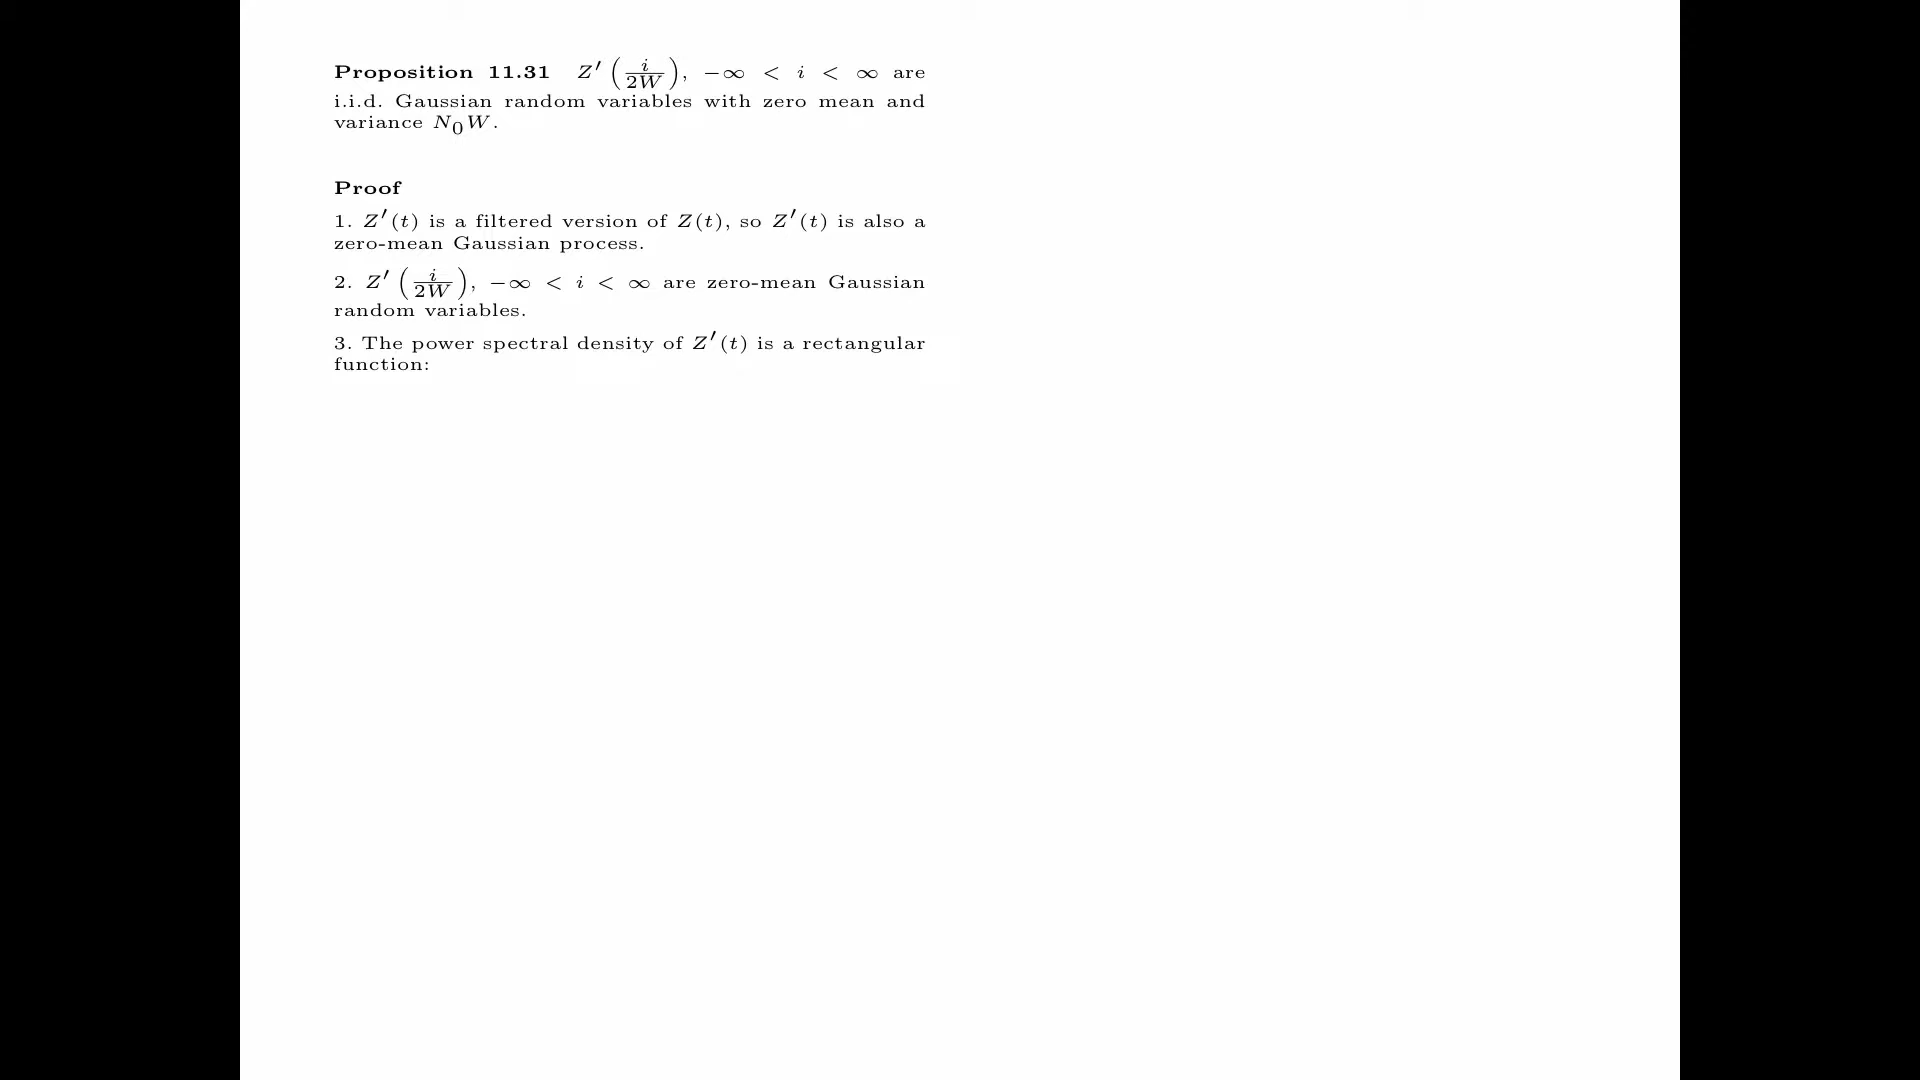 Proposition 11.31 Z′(i/2W), −∞ < i < ∞ are
i.i.d. Gaussian random variables with zero mean and
variance N₀W.
Proof
1. Z′(t) is a filtered version of Z(t), so Z′(t) is also a
zero-mean Gaussian process.
2. Z′(i/2W), −∞ < i < ∞ are zero-mean Gaussian
random variables.
3. The power spectral density of Z′(t) is a rectangular
function: